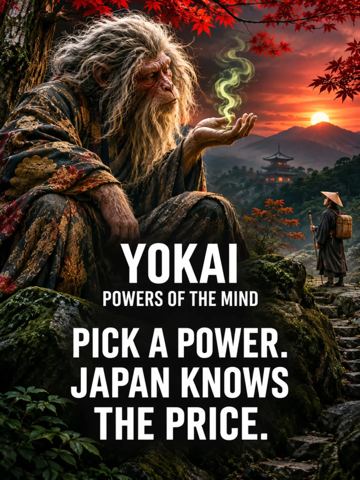 YOKAI
POWERS OF THE MIND
PICK A POWER.
JAPAN KNOWS
THE PRICE.